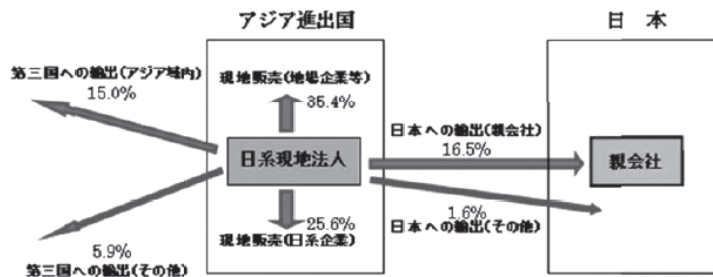 アジア進出国
日 本
第三国への輸出(アジア域内)
15.0%
現地販売(地場企業等)
35.4%
日系現地法人
日本への輸出(親会社)
16.5%
親会社
25.6%
現地販売(日系企業)
1.6%
日本への輸出(その他)
5.9%
第三国への輸出(その他)